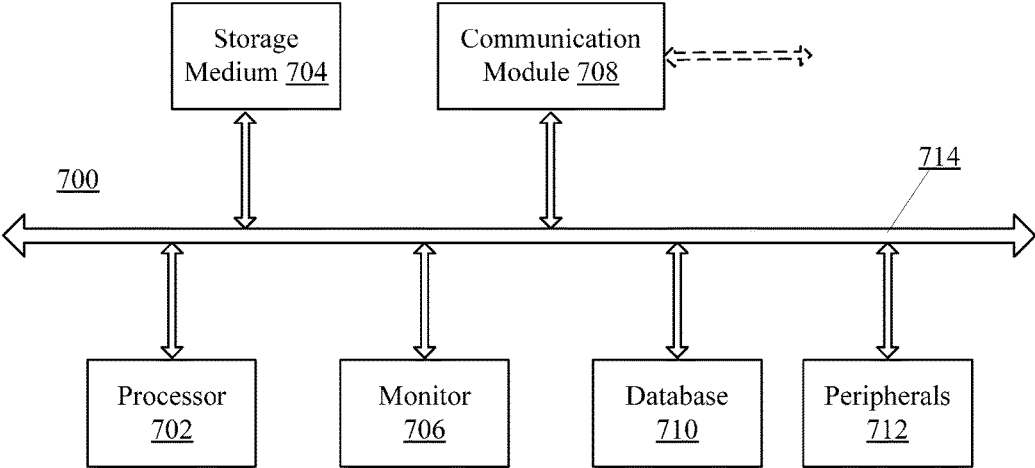 Storage
Medium 704
Communication
Module 708
700
714
Processor
702
Monitor
706
Database
710
Peripherals
712